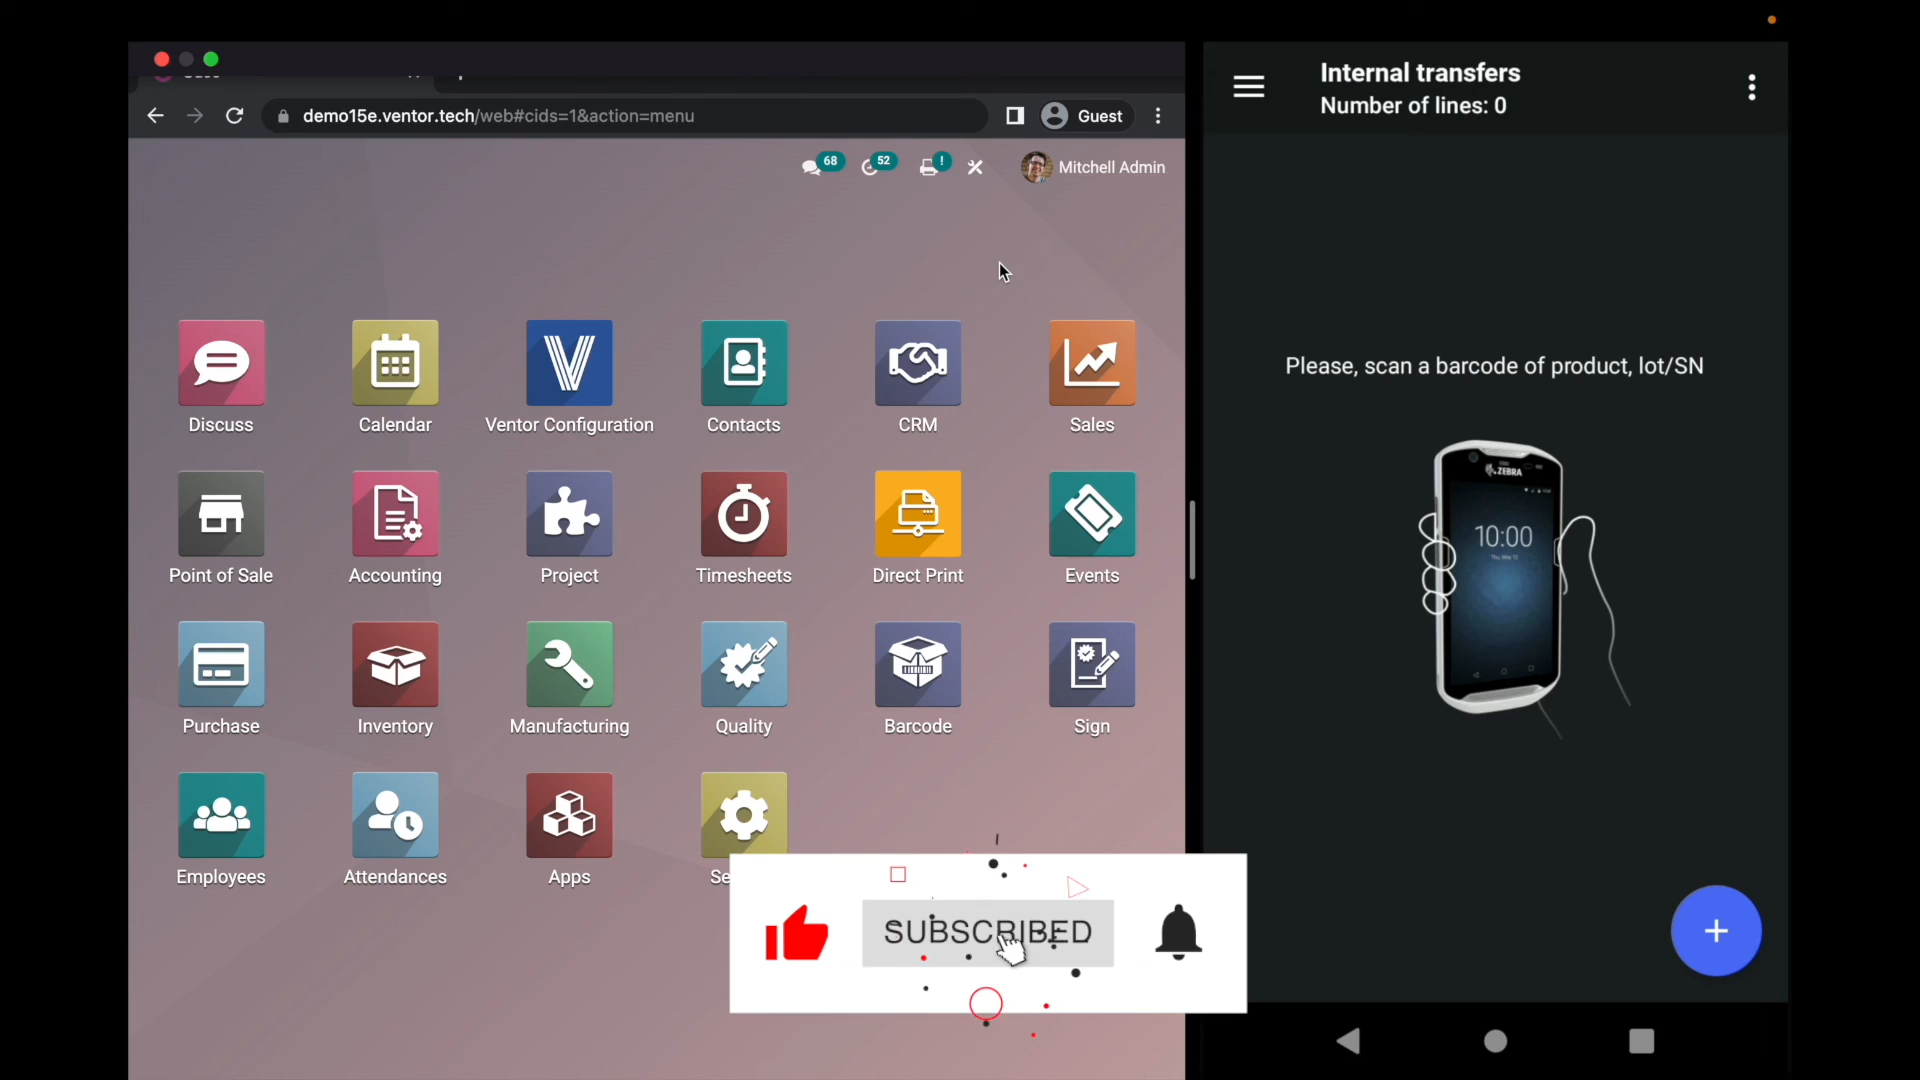 demo15e.ventor.tech/web#cids=1&action=menu
Guest
68
52
!
Mitchell Admin
Discuss
Calendar
Ventor Configuration
Contacts
CRM
Sales
Point of Sale
Accounting
Project
Timesheets
Direct Print
Events
Purchase
Inventory
Manufacturing
Quality
Barcode
Sign
Employees
Attendances
Apps
Se
SUBSCRIBED
Internal transfers
Number of lines: 0
Please, scan a barcode of product, lot/SN
ZEBRA
10:00